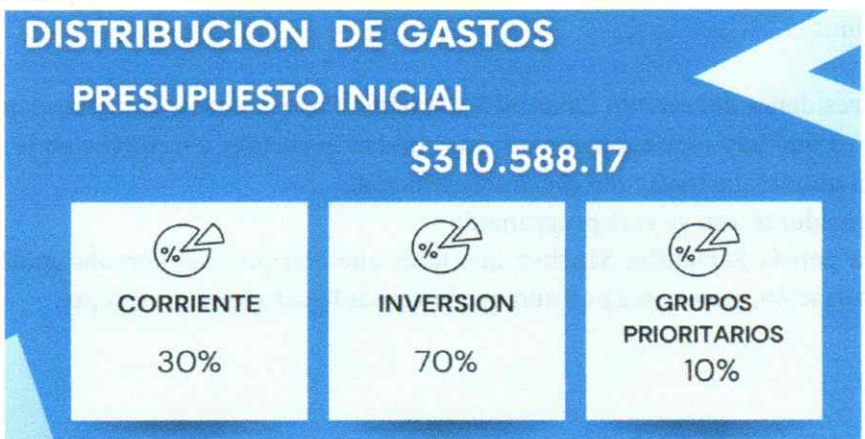 DISTRIBUCION DE GASTOS
PRESUPUESTO INICIAL
$310.588.17
%
CORRIENTE
30%
%
INVERSION
70%
%
GRUPOS
PRIORITARIOS
10%